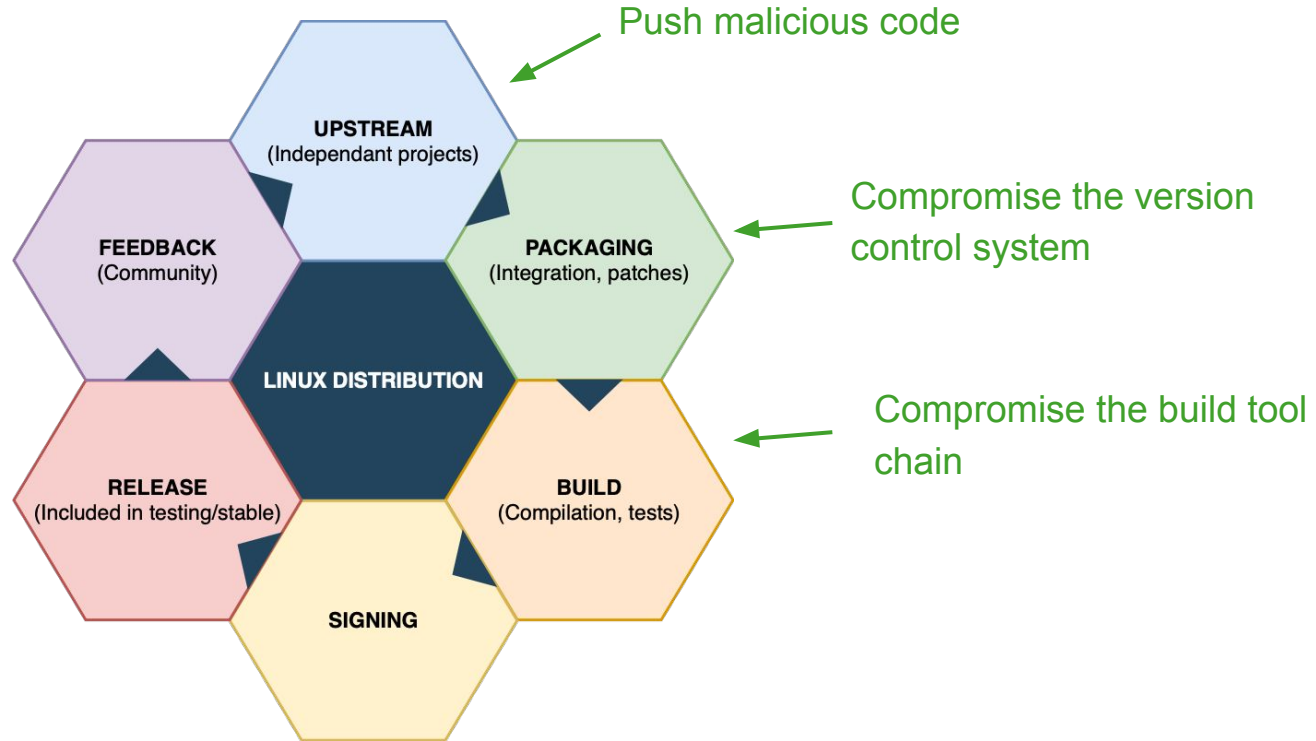 Push malicious code
UPSTREAM
(Independant projects)
Compromise the version
control system
FEEDBACK
(Community)
PACKAGING
(Integration, patches)
LINUX DISTRIBUTION
Compromise the build tool
chain
RELEASE
(Included in testing/stable)
BUILD
(Compilation, tests)
SIGNING